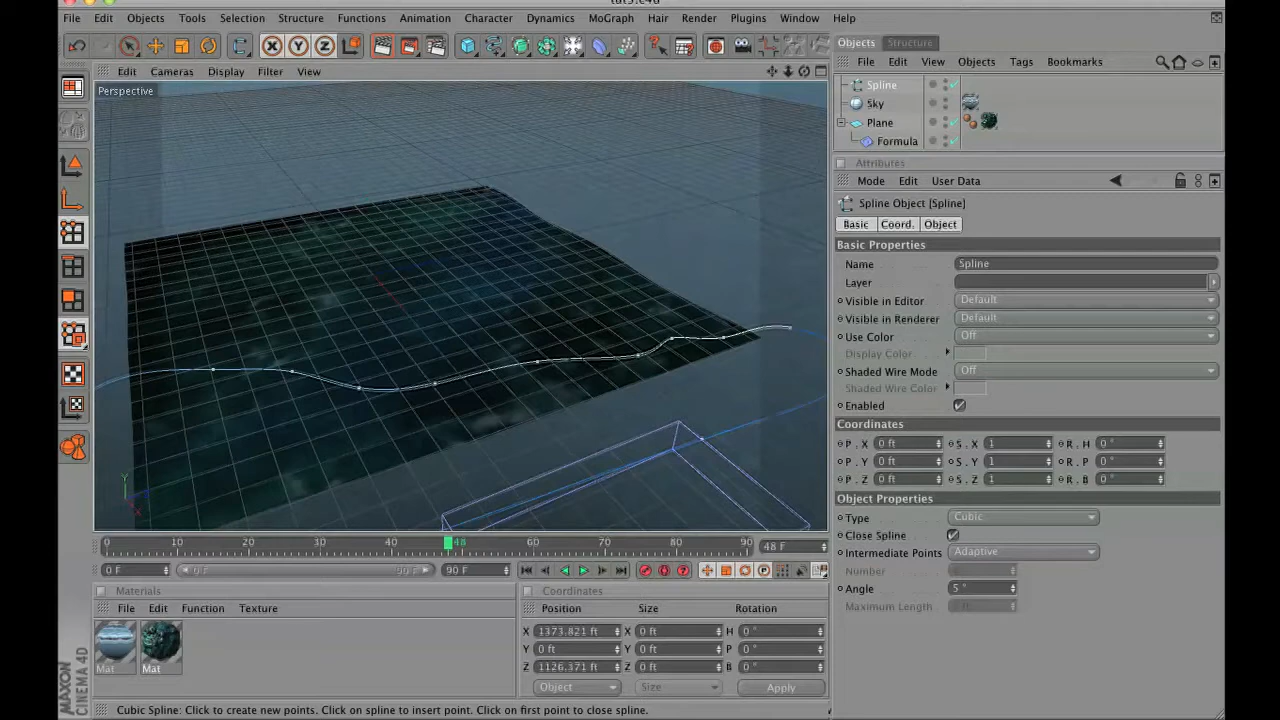 tut5.c4d
File Edit Objects Tools Selection Structure Functions Animation Character Dynamics MoGraph Hair Render Plugins Window Help
Objects Structure
File Edit View Objects Tags Bookmarks
Edit Cameras Display Filter View
Perspective
Spline
Sky
Plane
Formula
Attributes
Mode Edit User Data
Spline Object [Spline]
Basic Coord. Object
Basic Properties
Name Spline
Layer
Visible in Editor Default
Visible in Renderer Default
Use Color Off
Display Color
Shaded Wire Mode Off
Shaded Wire Color
Enabled
Coordinates
P . X 0 ft S . X 1 R . H 0 °
P . Y 0 ft S . Y 1 R . P 0 °
P . Z 0 ft S . Z 1 R . B 0 °
Object Properties
Type Cubic
Close Spline
Intermediate Points Adaptive
Number
Angle 5 °
Maximum Length
Y
X
0 10 20 30 40 48 60 70 80 90 48 F
0 F 0 F 90 F 90 F
Materials
File Edit Function Texture
Mat Mat
Coordinates
Position Size Rotation
X 1373.821 ft X 0 ft H 0 °
Y 0 ft Y 0 ft P 0 °
Z 1126.371 ft Z 0 ft B 0 °
Object Size Apply
MAXON CINEMA 4D
Cubic Spline: Click to create new points. Click on spline to insert point. Click on first point to close spline.